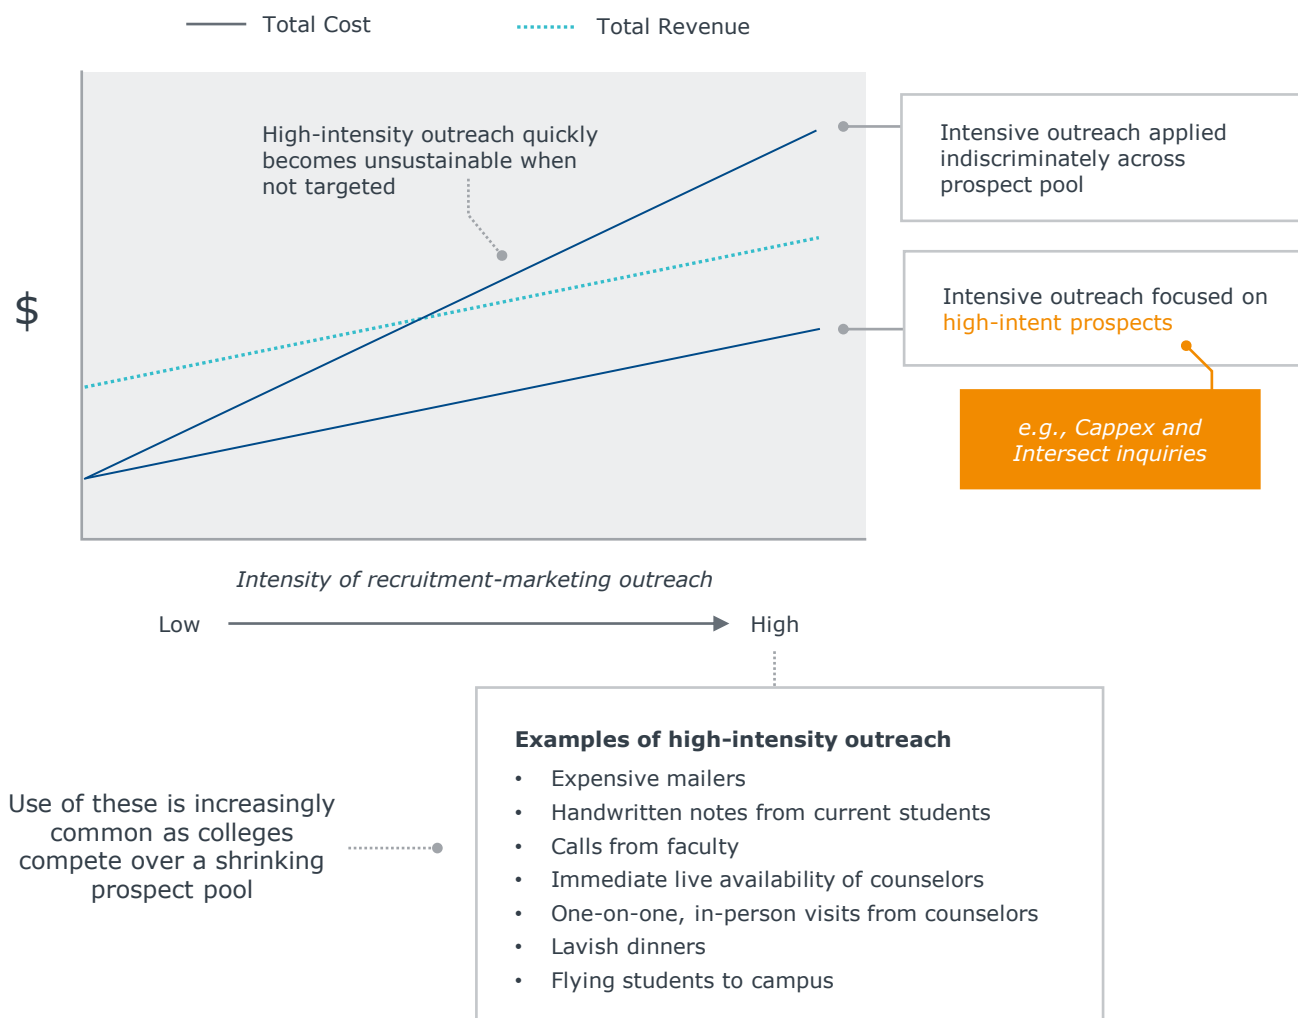 Total Cost
Total Revenue
High-intensity outreach quickly
becomes unsustainable when
not targeted
Intensive outreach applied
indiscriminately across
prospect pool
$
Intensive outreach focused on
high-intent prospects
e.g., Cappex and
Intersect inquiries
Intensity of recruitment-marketing outreach
Low
High
Examples of high-intensity outreach
• Expensive mailers
• Handwritten notes from current students
• Calls from faculty
• Immediate live availability of counselors
• One-on-one, in-person visits from counselors
• Lavish dinners
• Flying students to campus
Use of these is increasingly
common as colleges
compete over a shrinking
prospect pool